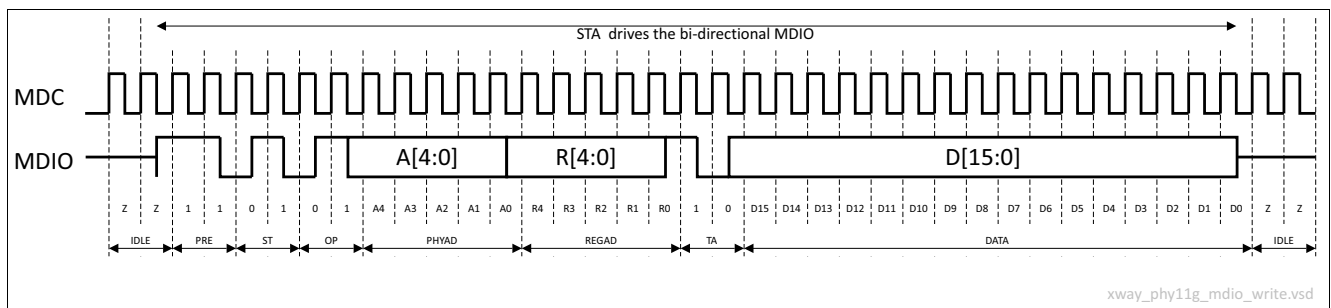 STA drives the bi-directional MDIO
MDC
MDIO A[4:0] R[4:0] D[15:0]
Z Z 1 1 0 1 0 1 A4 A3 A2 A1 A0 R4 R3 R2 R1 R0 1 0 D15 D14 D13 D12 D11 D10 D9 D8 D7 D6 D5 D4 D3 D2 D1 D0 Z Z
IDLE PRE ST OP PHYAD REGAD TA DATA IDLE
xway_phy11g_mdio_write.vsd